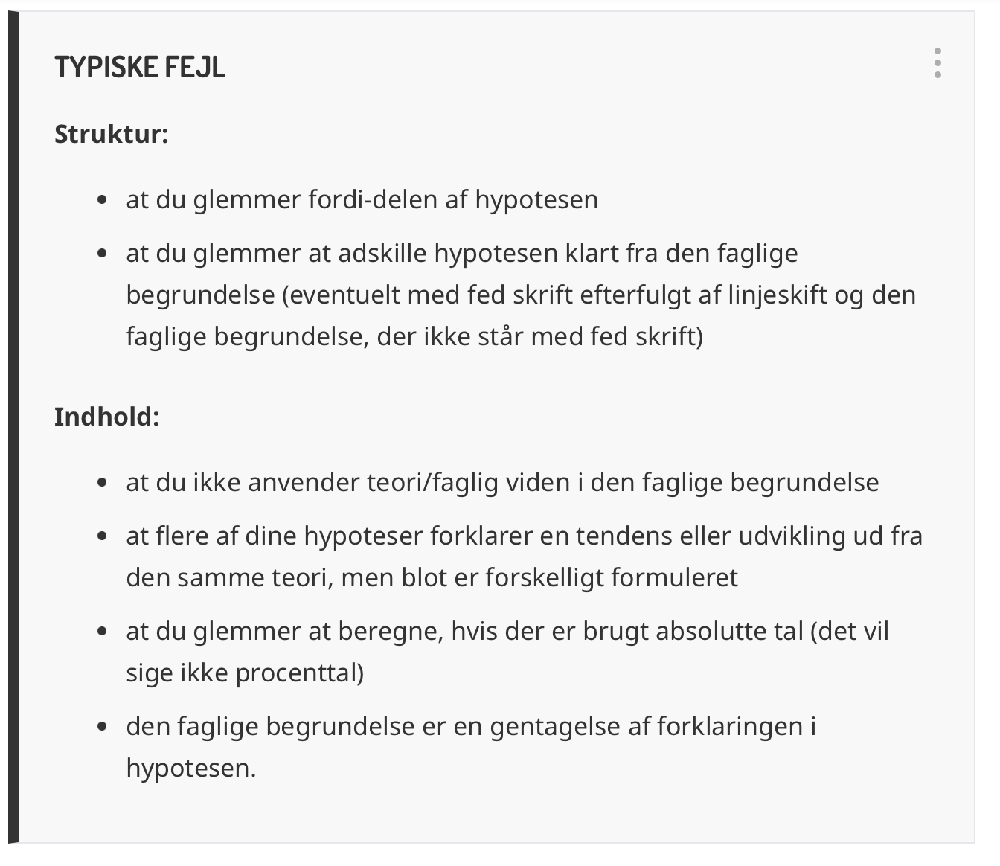 TYPISKE FEJL
Struktur:
• at du glemmer fordi-delen af hypotesen
• at du glemmer at adskille hypotesen klart fra den faglige
begrundelse (eventuelt med fed skrift efterfulgt af linjeskift og den
faglige begrundelse, der ikke står med fed skrift)
Indhold:
• at du ikke anvender teori/faglig viden i den faglige begrundelse
• at flere af dine hypoteser forklarer en tendens eller udvikling ud fra
den samme teori, men blot er forskelligt formuleret
• at du glemmer at beregne, hvis der er brugt absolutte tal (det vil
sige ikke procenttal)
• den faglige begrundelse er en gentagelse af forklaringen i
hypotesen.